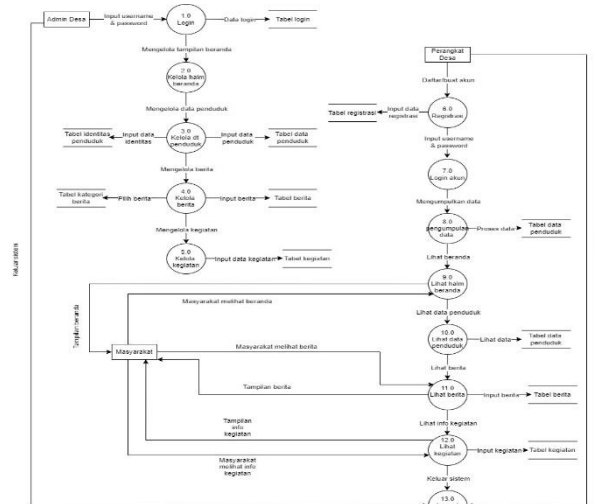 Admin Desa
Input username
& password
1.0
Login
Data login
Tabel login
Mengelola tampilan beranda
2.0
Kelola halm
beranda
Mengelola data penduduk
Tabel identitas
penduduk
Input data
identitas
3.0
Kelola dt
penduduk
Input data
penduduk
Tabel data
penduduk
Mengelola berita
Tabel kategori
berita
Pilih berita
4.0
Kelola
berita
Input berita
Tabel berita
Mengelola kegiatan
5.0
Kelola
kegiatan
Input data kegiatan
Tabel kegiatan
Keluar sistem
Perangkat
Desa
Daftar/buat akun
Tabel registrasi
Input data
registrasi
6.0
Registrasi
Input username
& password
7.0
Login akun
Mengumpulkan data
8.0
pengumpulan
data
Proses data
Tabel data
penduduk
Lihat beranda
9.0
Lihat halm
beranda
Masyarakat melihat beranda
Tampilan beranda
Lihat data penduduk
10.0
Lihat data
penduduk
Lihat data
Tabel data
penduduk
Masyarakat
Masyarakat melihat berita
Lihat berita
Tampilan berita
11.0
Lihat berita
Input berita
Tabel berita
Lihat info kegiatan
Tampilan
info
kegiatan
12.0
Lihat
kegiatan
Input kegiatan
Tabel kegiatan
Masyarakat
melihat info
kegiatan
Keluar sistem
13.0